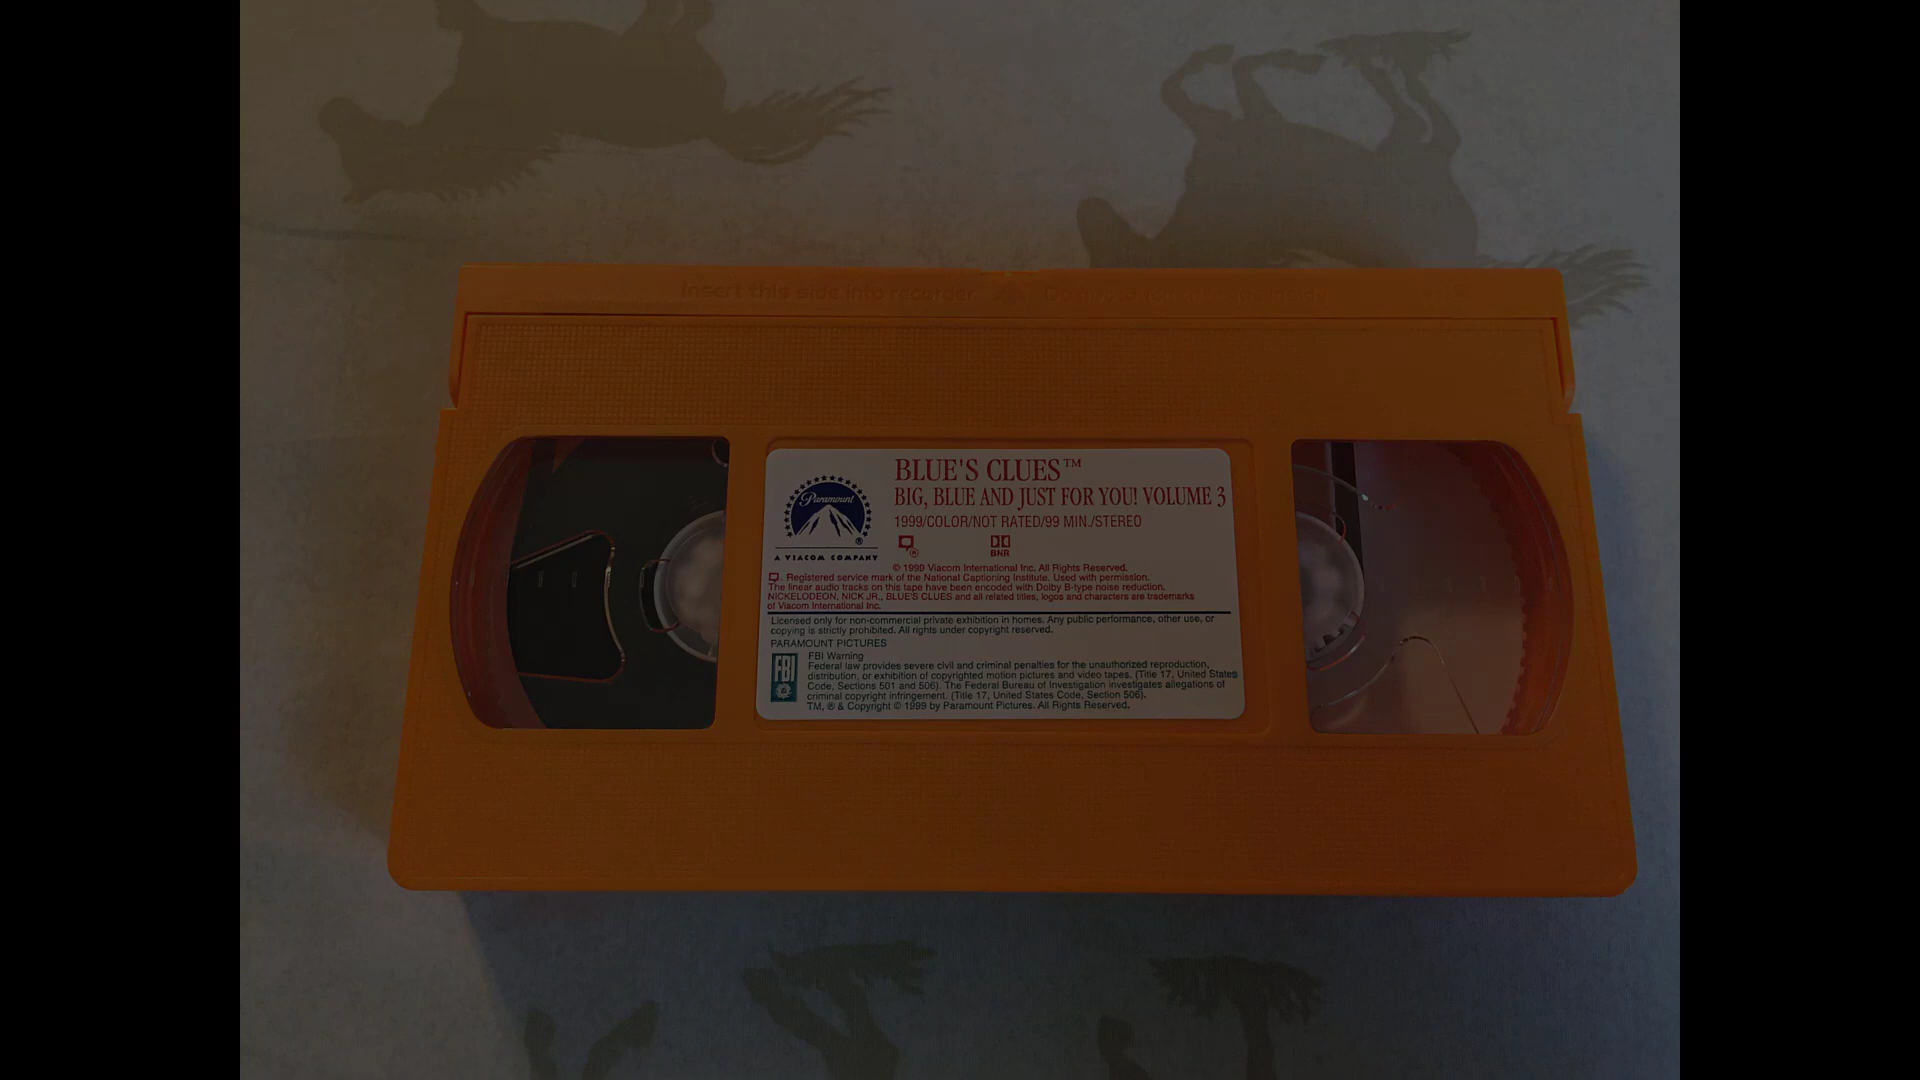 Insert this side into recorder
BLUE'S CLUES™
BIG, BLUE AND JUST FOR YOU! VOLUME 3
1999/COLOR/NOT RATED/99 MIN./STEREO
Paramount
®
A VIACOM COMPANY
®
BNR
© 1999 Viacom International Inc. All Rights Reserved.
Registered service mark of the National Captioning Institute. Used with permission.
The linear audio tracks on this tape have been encoded with Dolby B-type noise reduction.
NICKELODEON, NICK JR., BLUE'S CLUES and all related titles, logos and characters are trademarks
of Viacom International Inc.
Licensed only for non-commercial private exhibition in homes. Any public performance, other use, or
copying is strictly prohibited. All rights under copyright reserved.
PARAMOUNT PICTURES
FBI
FBI Warning
Federal law provides severe civil and criminal penalties for the unauthorized reproduction,
distribution, or exhibition of copyrighted motion pictures and video tapes. (Title 17, United States
Code, Sections 501 and 506). The Federal Bureau of Investigation investigates allegations of
criminal copyright infringement. (Title 17, United States Code, Section 506).
TM, ® & Copyright © 1999 by Paramount Pictures. All Rights Reserved.